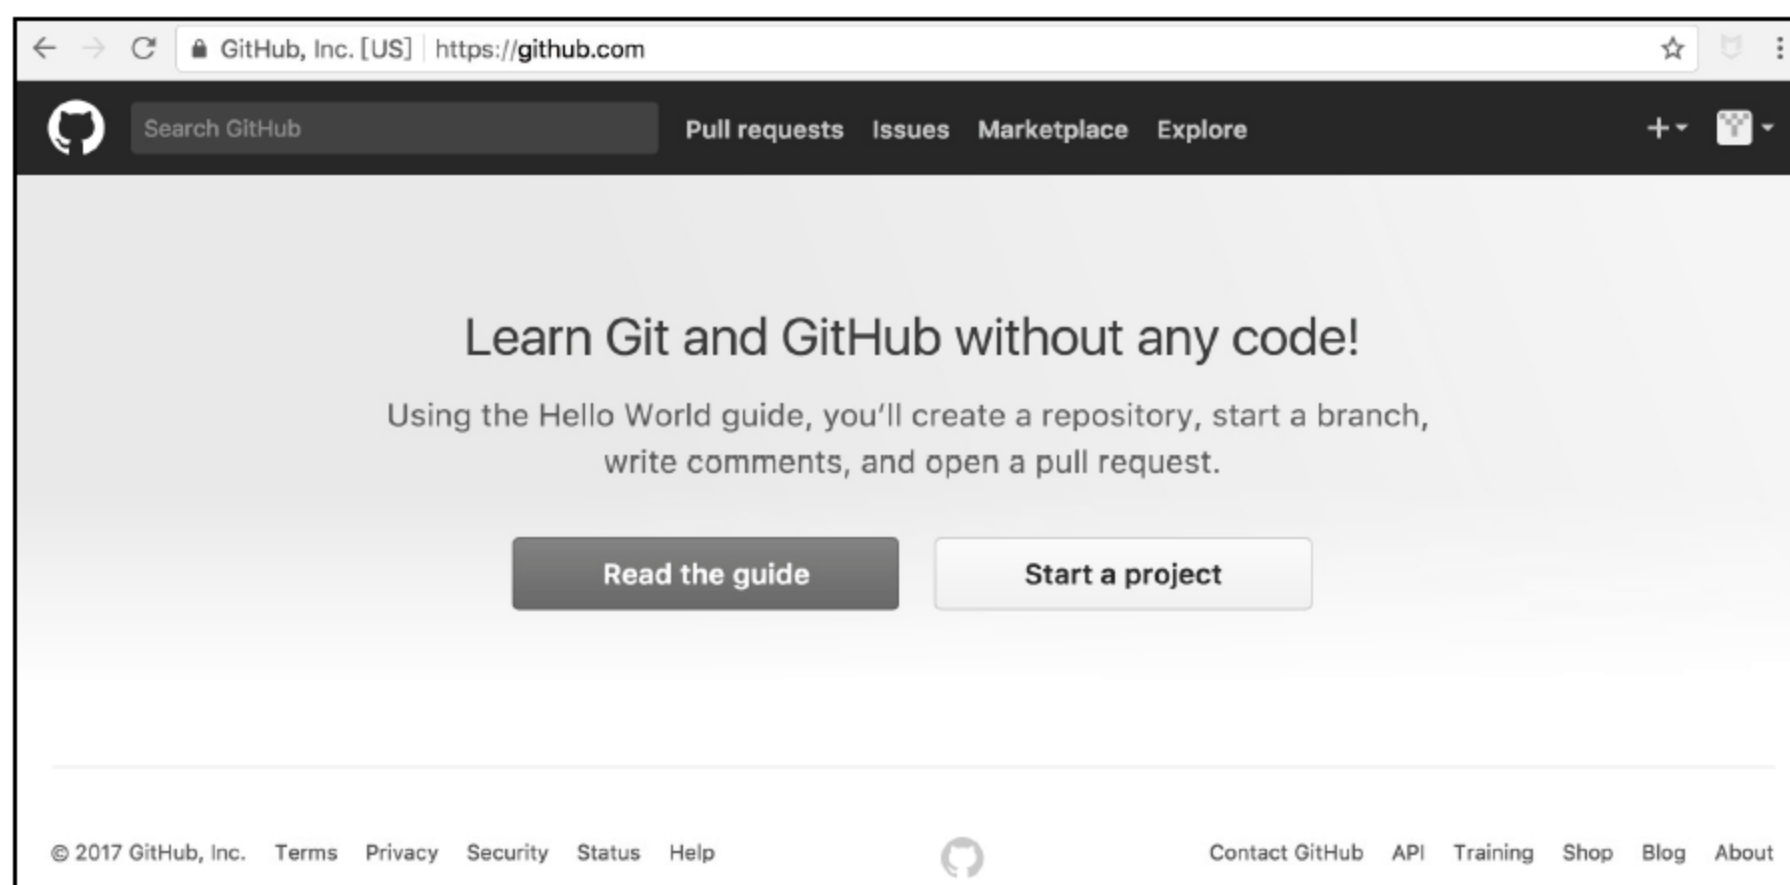 GitHub, Inc. [US] https://github.com
Search GitHub Pull requests Issues Marketplace Explore
Learn Git and GitHub without any code!
Using the Hello World guide, you’ll create a repository, start a branch,
write comments, and open a pull request.
Read the guide Start a project
© 2017 GitHub, Inc. Terms Privacy Security Status Help Contact GitHub API Training Shop Blog About